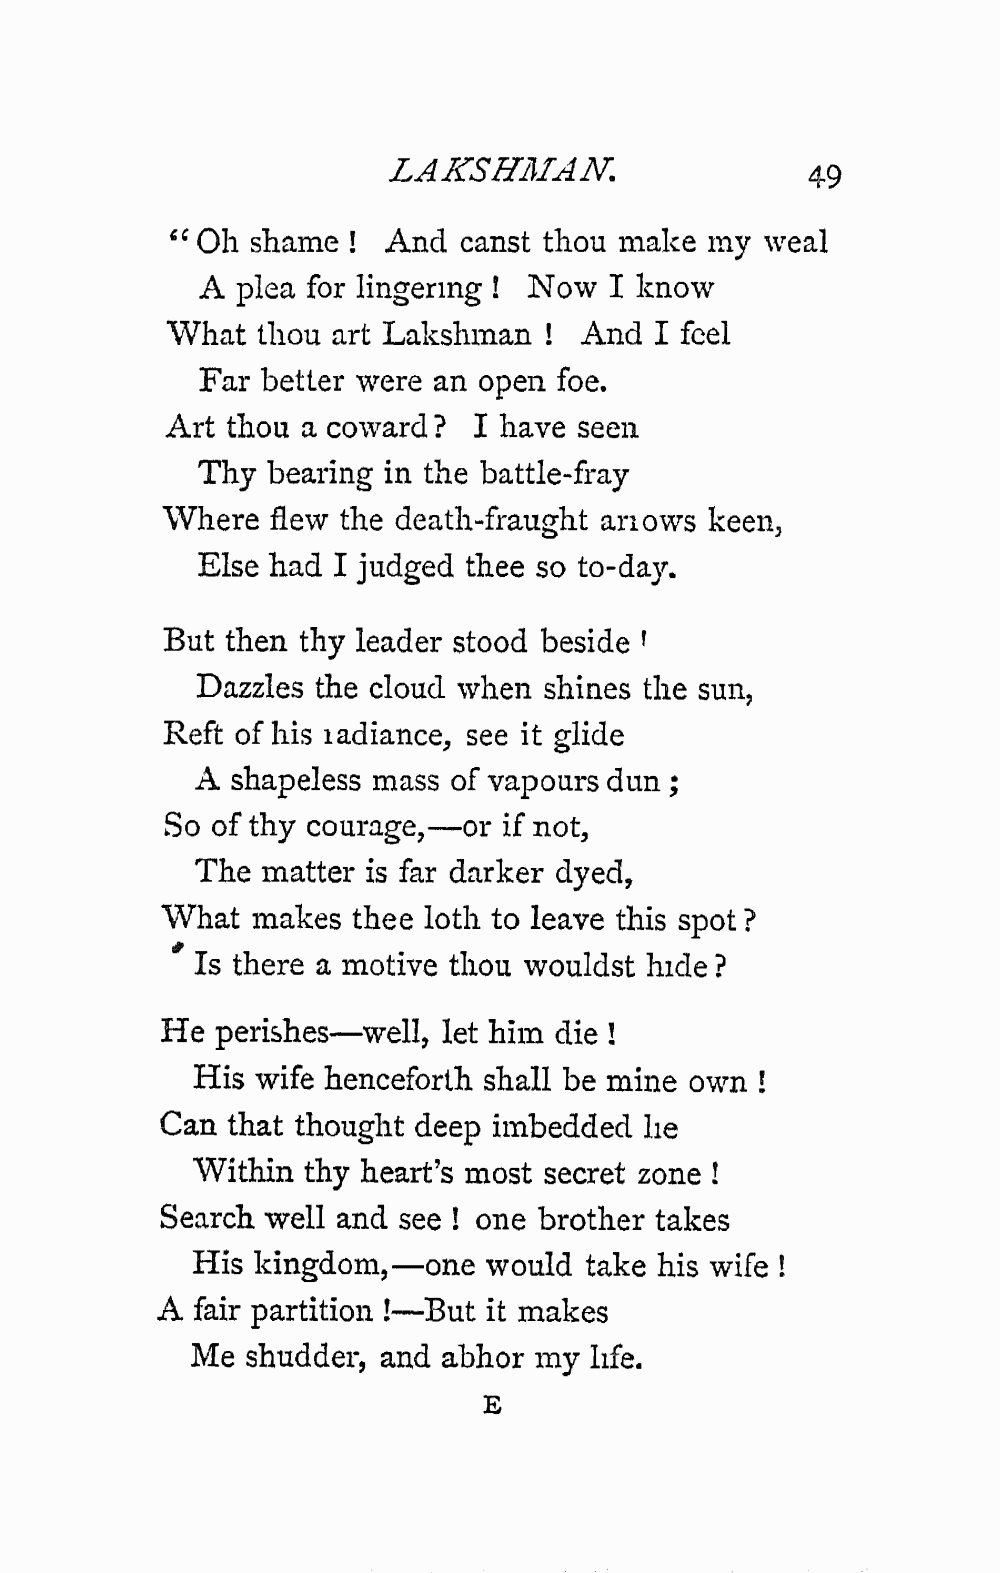 LAKSHMAN. 49
“Oh shame! And canst thou make my weal
A plea for lingering! Now I know
What thou art Lakshman! And I feel
Far better were an open foe.
Art thou a coward? I have seen
Thy bearing in the battle-fray
Where flew the death-fraught arrows keen,
Else had I judged thee so to-day.
But then thy leader stood beside!
Dazzles the cloud when shines the sun,
Reft of his radiance, see it glide
A shapeless mass of vapours dun;
So of thy courage,—or if not,
The matter is far darker dyed,
What makes thee loth to leave this spot?
Is there a motive thou wouldst hide?
He perishes—well, let him die!
His wife henceforth shall be mine own!
Can that thought deep imbedded lie
Within thy heart's most secret zone!
Search well and see! one brother takes
His kingdom,—one would take his wife!
A fair partition!—But it makes
Me shudder, and abhor my life.
E